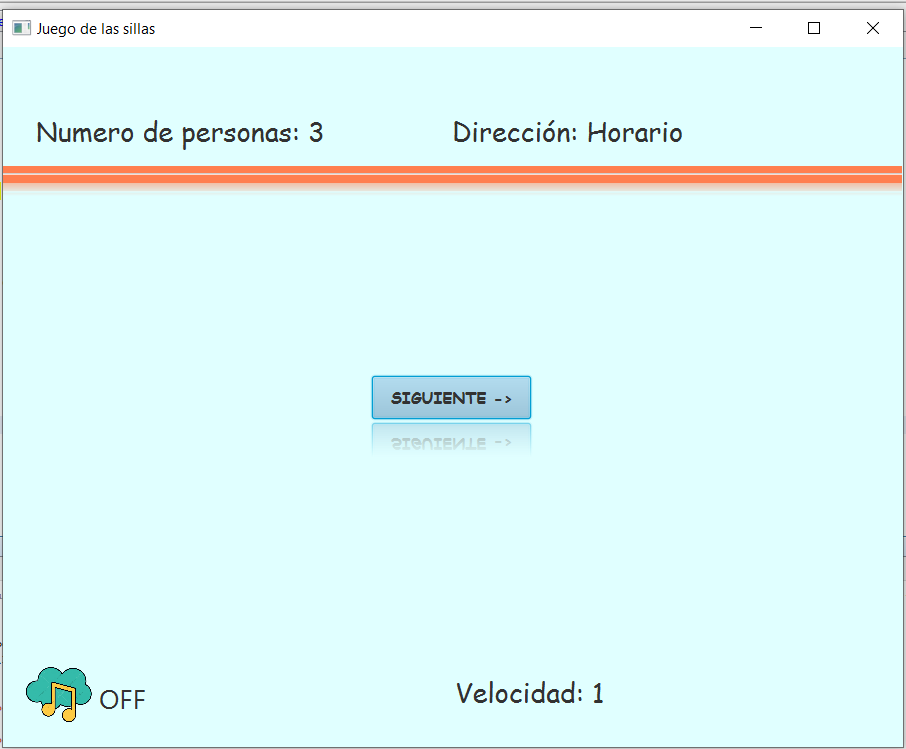 Juego de las sillas
Numero de personas: 3
Dirección: Horario
SIGUIENTE ->
OFF
Velocidad: 1